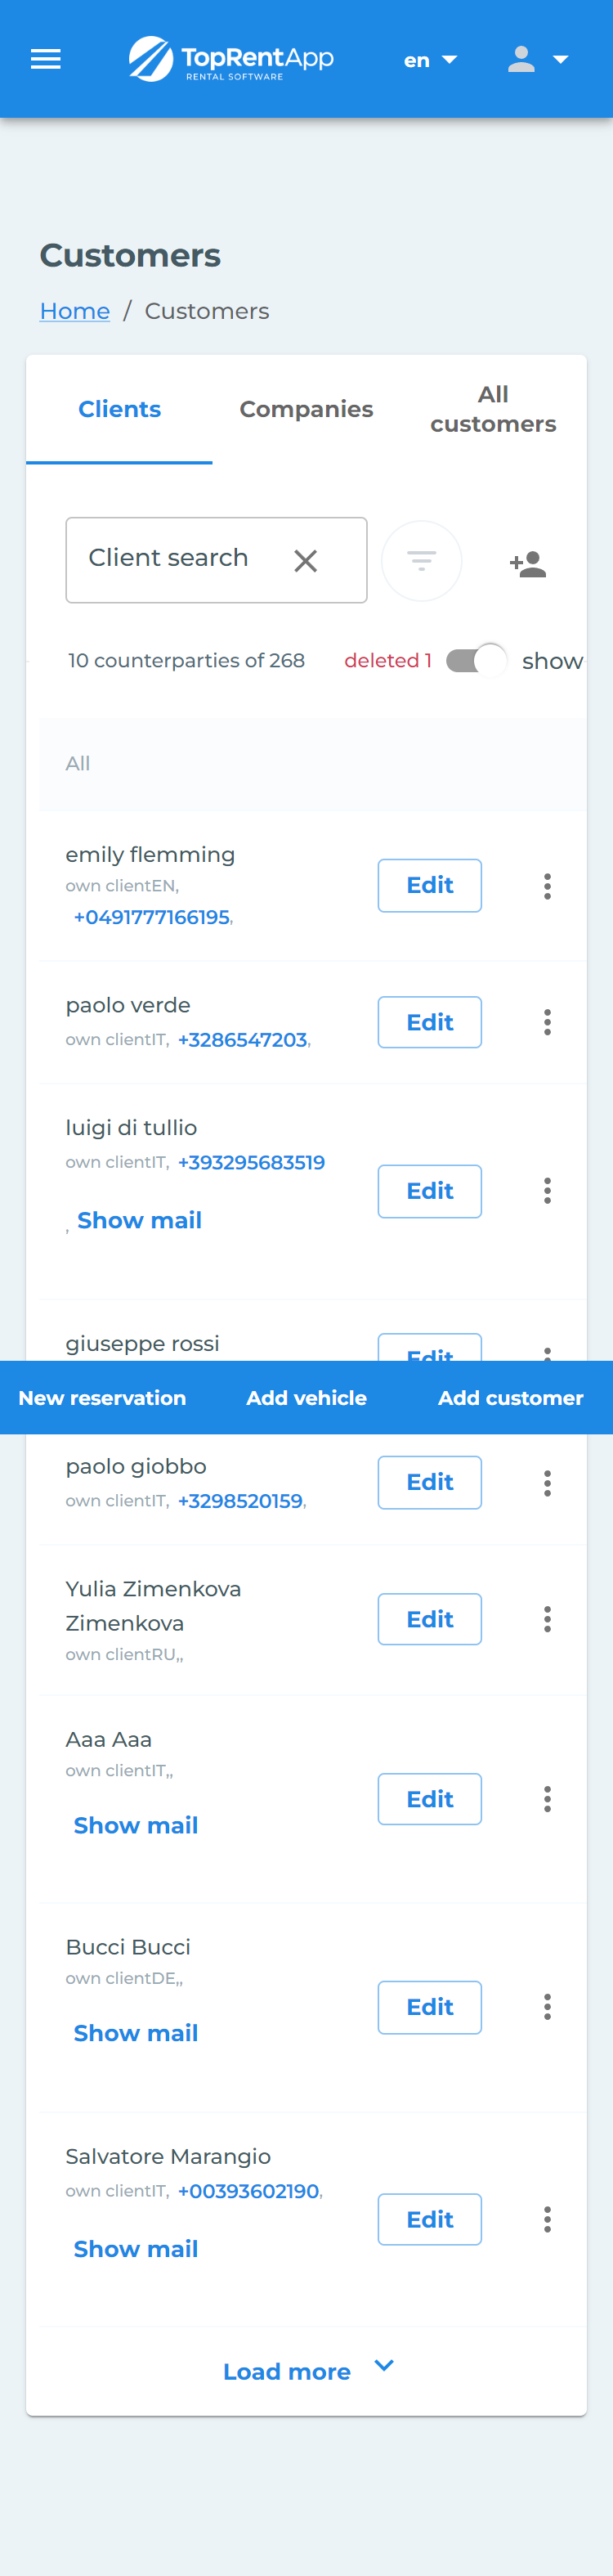 TopRentApp
RENTAL SOFTWARE
en
Customers
Home / Customers
Clients
Companies
All
customers
Client search
10 counterparties of 268
deleted 1
show
All
emily flemming
own clientEN,
+0491777166195,
Edit
paolo verde
own clientIT, +3286547203,
Edit
luigi di tullio
own clientIT, +393295683519
, Show mail
Edit
giuseppe rossi
Edit
New reservation
Add vehicle
Add customer
paolo giobbo
own clientIT, +3298520159,
Edit
Yulia Zimenkova
Zimenkova
own clientRU,,
Edit
Aaa Aaa
own clientIT,,
Show mail
Edit
Bucci Bucci
own clientDE,,
Show mail
Edit
Salvatore Marangio
own clientIT, +00393602190,
Show mail
Edit
Load more